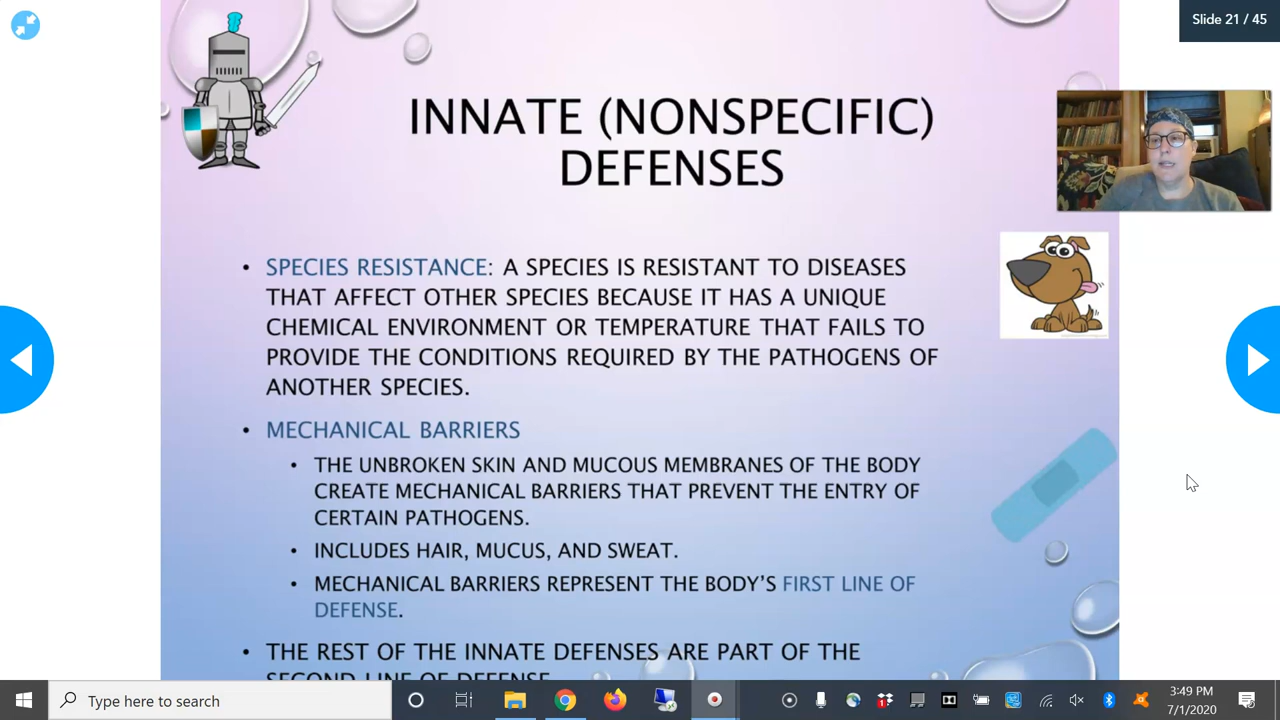 Slide 21 / 45
INNATE (NONSPECIFIC)
DEFENSES
• SPECIES RESISTANCE: A SPECIES IS RESISTANT TO DISEASES
THAT AFFECT OTHER SPECIES BECAUSE IT HAS A UNIQUE
CHEMICAL ENVIRONMENT OR TEMPERATURE THAT FAILS TO
PROVIDE THE CONDITIONS REQUIRED BY THE PATHOGENS OF
ANOTHER SPECIES.
• MECHANICAL BARRIERS
• THE UNBROKEN SKIN AND MUCOUS MEMBRANES OF THE BODY
CREATE MECHANICAL BARRIERS THAT PREVENT THE ENTRY OF
CERTAIN PATHOGENS.
• INCLUDES HAIR, MUCUS, AND SWEAT.
• MECHANICAL BARRIERS REPRESENT THE BODY'S FIRST LINE OF
DEFENSE.
• THE REST OF THE INNATE DEFENSES ARE PART OF THE
SECOND LINE OF DEFENSE
Type here to search
3:49 PM
7/1/2020